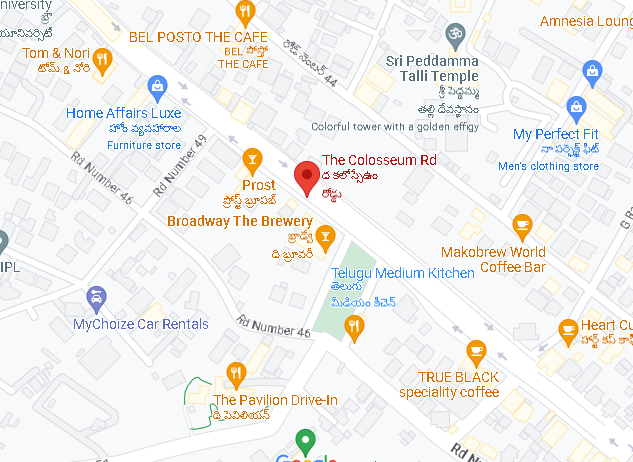 University
BEL POSTO THE CAFE
BEL పోస్తో
THE CAFE
Amnesia Loung
Tom & Nori
టోమ్ & నోరి
రోడ్ నెంబర్ 44
Sri Peddamma
Talli Temple
శ్రీ పెద్దమ్మ
తల్లి దేవస్థానం
Colorful tower with a golden effigy
Home Affairs Luxe
హోం వ్యవహారాల
Furniture store
My Perfect Fit
నా పర్ఫెక్ట్ ఫిట్
Men's clothing store
Rd Number 46
Rd Number 49
The Colosseum Rd
ద కలోస్సేఉం
రోడ్డు
Prost
ప్రోస్ట్ బ్రూపబ్
Broadway The Brewery
బ్రాడ్వే
ది బ్రూవరీ
Makobrew World
Coffee Bar
IPL
Telugu Medium Kitchen
తెలుగు
మీడియం కిచెన్
MyChoize Car Rentals
Rd Number 46
Heart Cu
హార్ట్ కప్ కాఫీ
TRUE BLACK
speciality coffee
The Pavilion Drive-In
ది పెవిలియన్
Rd Nu
Google